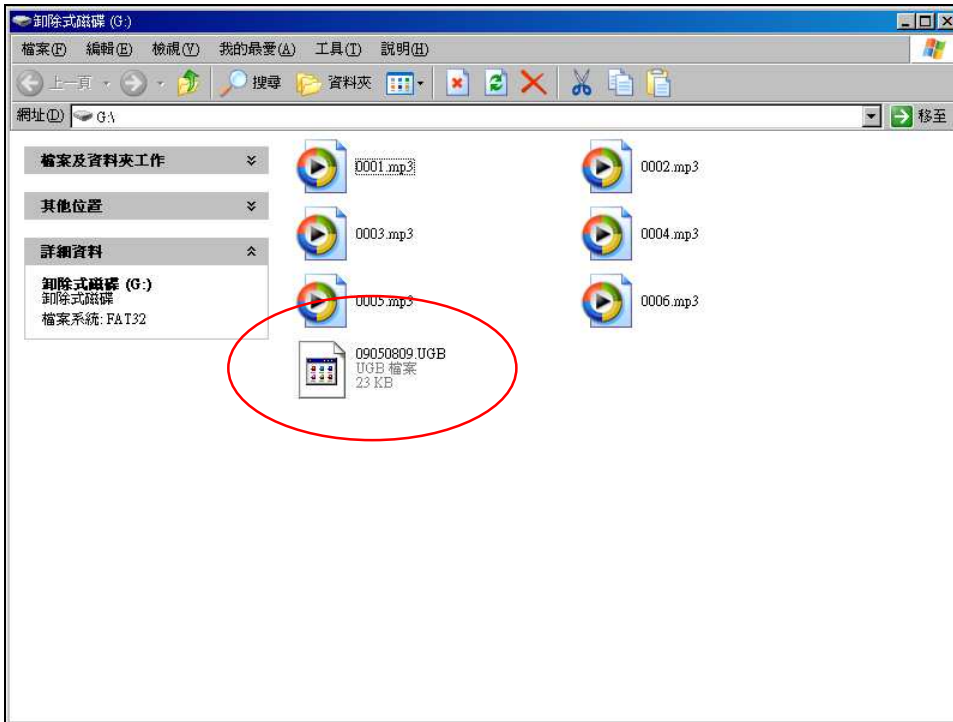 卸除式磁碟 (G:)
檔案(F) 編輯(E) 檢視(V) 我的最愛(A) 工具(T) 說明(H)
上一頁 搜尋 資料夾
網址(D) G:\ 移至
檔案及資料夾工作
其他位置
詳細資料
卸除式磁碟 (G:)
卸除式磁碟
檔案系統: FAT32
0001.mp3
0002.mp3
0003.mp3
0004.mp3
0005.mp3
0006.mp3
09050809.UGB
UGB 檔案
23 KB